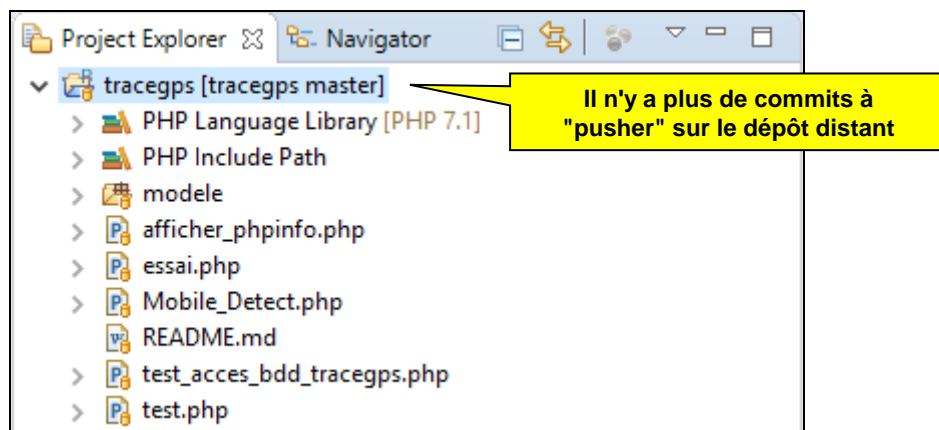 Project Explorer Navigator
tracegps [tracegps master]
Il n'y a plus de commits à
"pusher" sur le dépôt distant
PHP Language Library [PHP 7.1]
PHP Include Path
modele
afficher_phpinfo.php
essai.php
Mobile_Detect.php
README.md
test_acces_bdd_tracegps.php
test.php